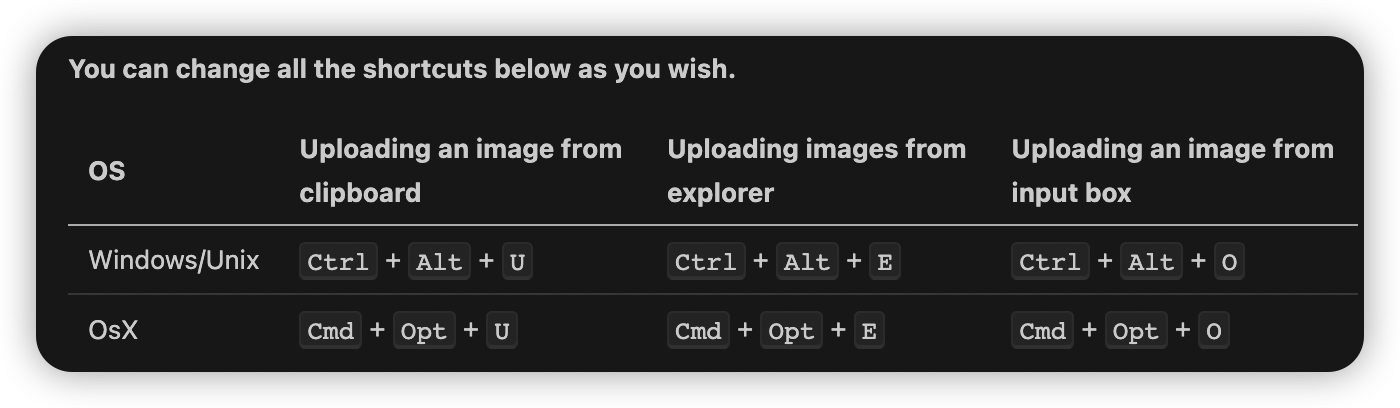 You can change all the shortcuts below as you wish.
OS
Uploading an image from
clipboard
Uploading images from
explorer
Uploading an image from
input box
Windows/Unix Ctrl + Alt + U Ctrl + Alt + E Ctrl + Alt + O
OsX Cmd + Opt + U Cmd + Opt + E Cmd + Opt + O